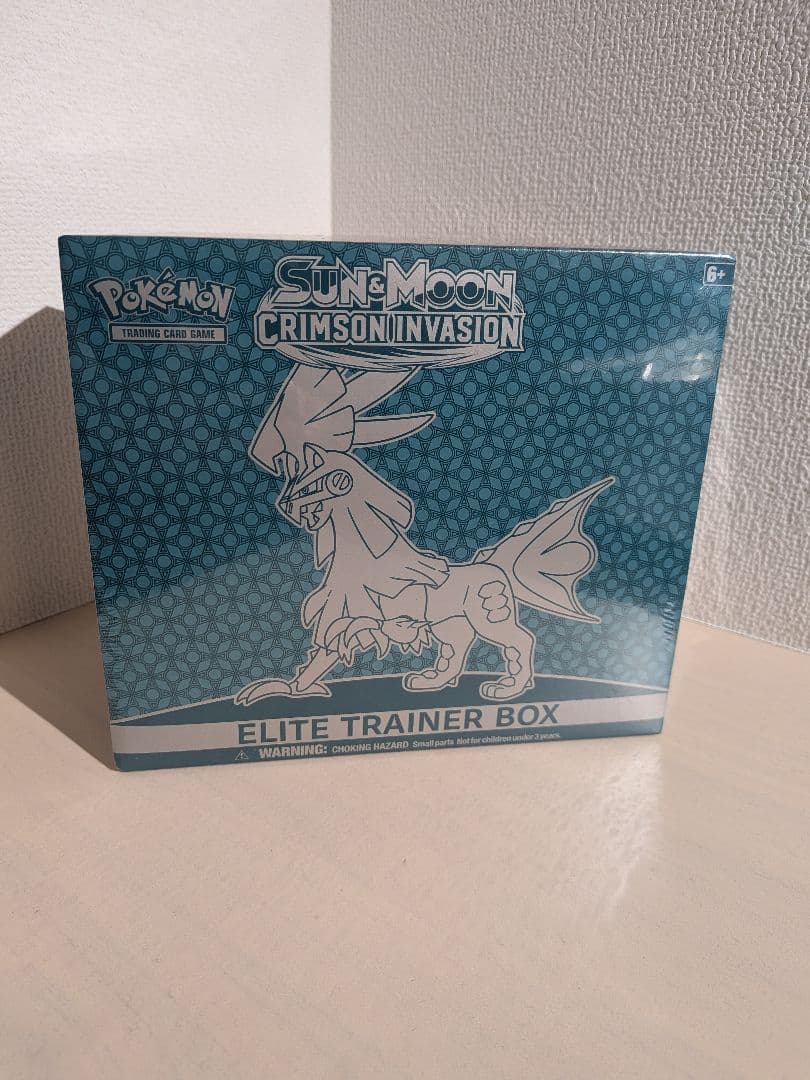 POKéMON
TRADING CARD GAME
SUN & MOON
CRIMSON INVASION
6+
ELITE TRAINER BOX
WARNING: CHOKING HAZARD Small parts Not for children under 3 years.